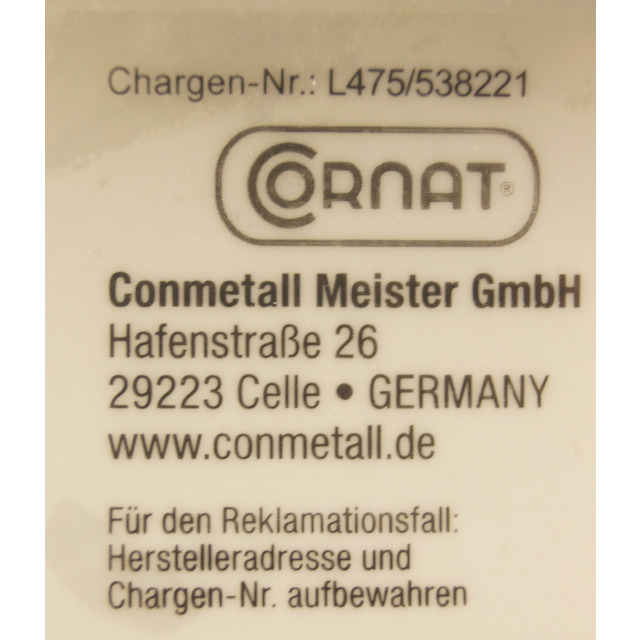 Chargen-Nr.: L475/538221
CORNAT®
Conmetall Meister GmbH
Hafenstraße 26
29223 Celle • GERMANY
www.conmetall.de
Für den Reklamationsfall:
Herstelleradresse und
Chargen-Nr. aufbewahren